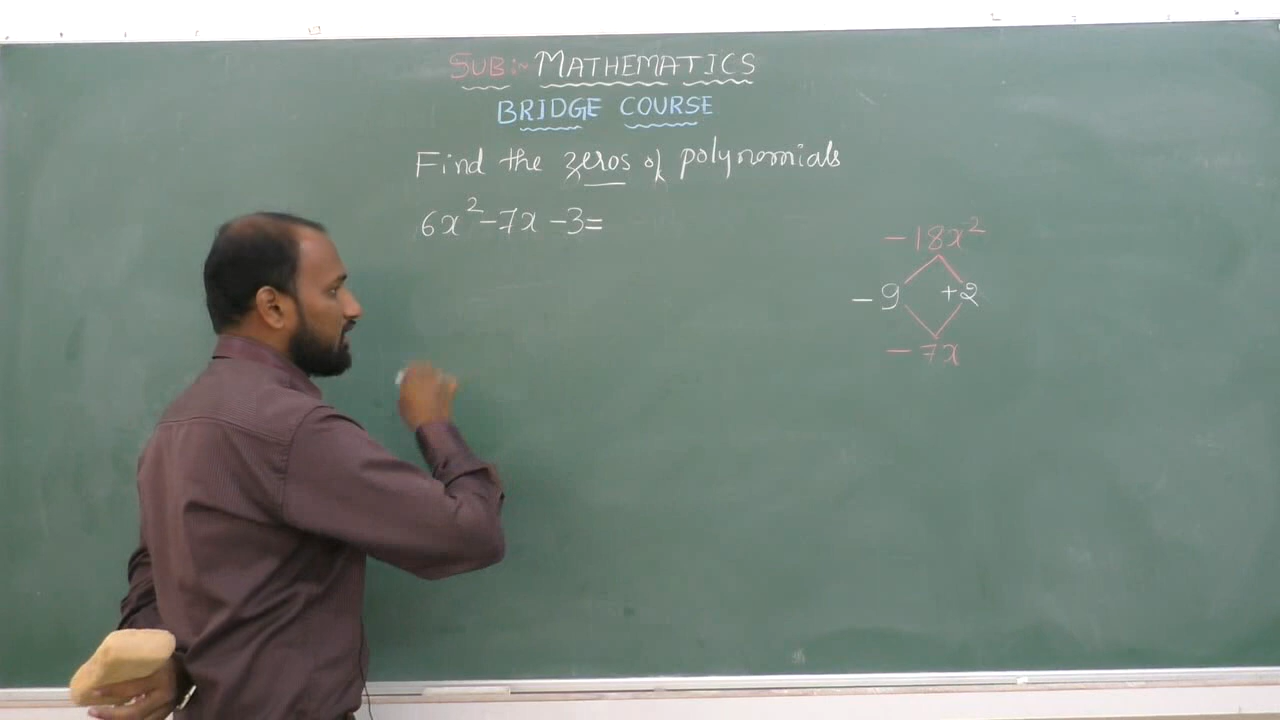 SUB:- MATHEMATICS
BRIDGE COURSE
Find the zeros of polynomials
6x²-7x-3=
-18x²
-9 +2
-7x